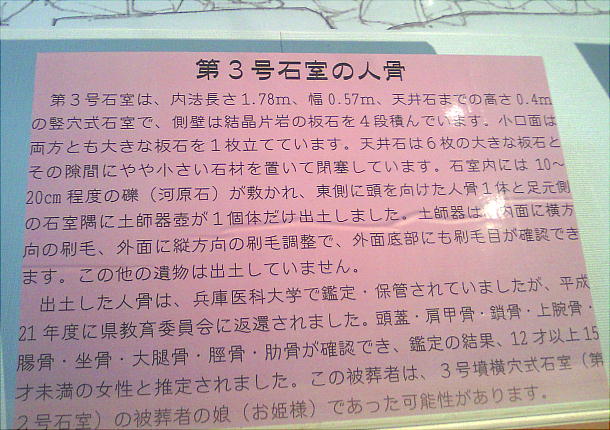 第3号石室の人骨
第3号石室は、内法長さ1.78m、幅0.57m、天井石までの高さ0.4m
の竪穴式石室で、側壁は結晶片岩の板石を4段積んでいます。小口面は
両方とも大きな板石を1枚立てています。天井石は6枚の大きな板石と
その隙間にやや小さい石材を置いて閉塞しています。石室内には10〜
20cm程度の礫(河原石)が敷かれ、東側に頭を向けた人骨1体と足元側
の石室隅に土師器壺が1個体だけ出土しました。土師器は内面に横方
向の刷毛、外面に縦方向の刷毛調整で、外面底部にも刷毛目が確認でき
ます。この他の遺物は出土していません。
出土した人骨は、兵庫医科大学で鑑定・保管されていましたが、平成
21年度に県教育委員会に返還されました。頭蓋・肩甲骨・鎖骨・上腕骨・
腸骨・坐骨・大腿骨・脛骨・肋骨が確認でき、鑑定の結果、12才以上15
才未満の女性と推定されました。この被葬者は、3号墳横穴式石室(第
2号石室)の被葬者の娘(お姫様)であった可能性があります。